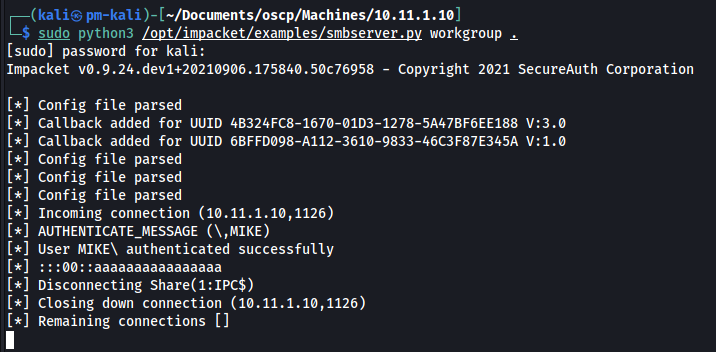 ┌──(kali㉿pm-kali)-[~/Documents/oscp/Machines/10.11.1.10]
└─$ sudo python3 /opt/impacket/examples/smbserver.py workgroup .
[sudo] password for kali:
Impacket v0.9.24.dev1+20210906.175840.50c76958 - Copyright 2021 SecureAuth Corporation

[*] Config file parsed
[*] Callback added for UUID 4B324FC8-1670-01D3-1278-5A47BF6EE188 V:3.0
[*] Callback added for UUID 6BFFD098-A112-3610-9833-46C3F87E345A V:1.0
[*] Config file parsed
[*] Config file parsed
[*] Config file parsed
[*] Incoming connection (10.11.1.10,1126)
[*] AUTHENTICATE_MESSAGE (\,MIKE)
[*] User MIKE\ authenticated successfully
[*] :::00::aaaaaaaaaaaaaaaa
[*] Disconnecting Share(1:IPC$)
[*] Closing down connection (10.11.1.10,1126)
[*] Remaining connections []